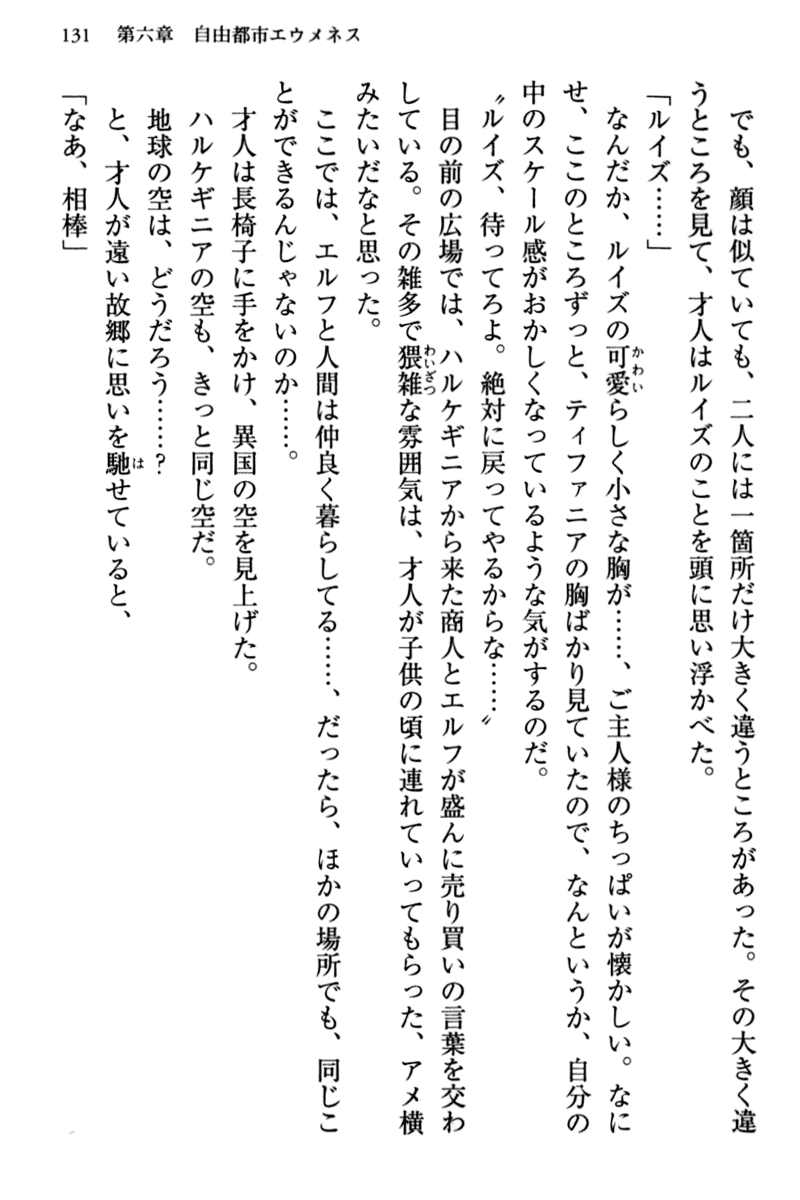 131　第六章　自由都市エウメネス
　でも、顔は似ていても、二人には一箇所だけ大きく違うところがあった。その大きく違
うところを見て、才人はルイズのことを頭に思い浮かべた。
「ルイズ……」
　なんだか、ルイズの可愛らしく小さな胸が……、ご主人様のちっぱいが懐かしい。なに
せ、ここのところずっと、ティファニアの胸ばかり見ていたので、なんというか、自分の
中のスケール感がおかしくなっているような気がするのだ。
〝ルイズ、待ってろよ。絶対に戻ってやるからな……〟
　目の前の広場では、ハルケギニアから来た商人とエルフが盛んに売り買いの言葉を交わ
している。その雑多で猥雑な雰囲気は、才人が子供の頃に連れていってもらった、アメ横
みたいだなと思った。
　ここでは、エルフと人間は仲良く暮らしてる……、だったら、ほかの場所でも、同じこ
とができるんじゃないのか……。
　才人は長椅子に手をかけ、異国の空を見上げた。
　ハルケギニアの空も、きっと同じ空だ。
　地球の空は、どうだろう……？
　と、才人が遠い故郷に思いを馳せていると、
「なあ、相棒」